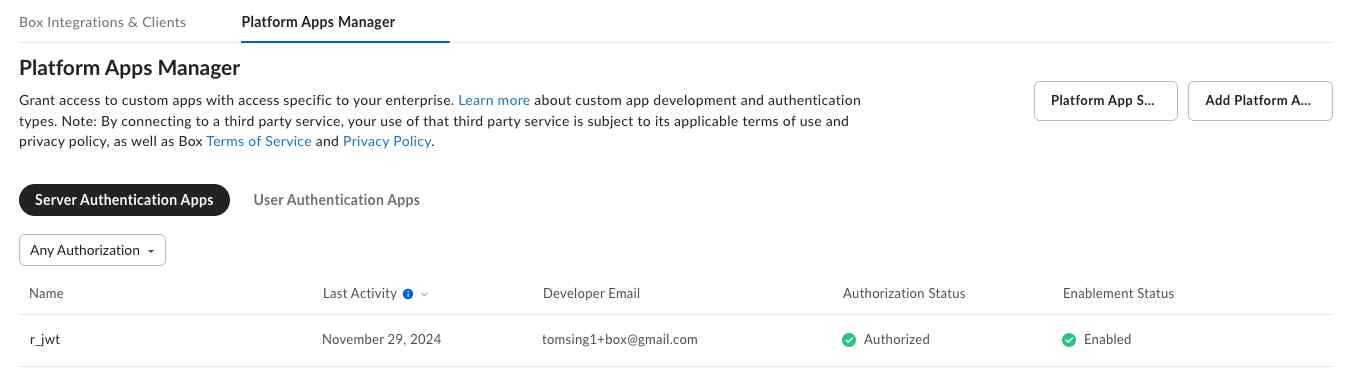 Box Integrations & Clients
Platform Apps Manager
Platform Apps Manager
Grant access to custom apps with access specific to your enterprise. Learn more about custom app development and authentication
types. Note: By connecting to a third party service, your use of that third party service is subject to its applicable terms of use and
privacy policy, as well as Box Terms of Service and Privacy Policy.
Platform App S...
Add Platform A...
Server Authentication Apps
User Authentication Apps
Any Authorization
Name
Last Activity
Developer Email
Authorization Status
Enablement Status
r_jwt
November 29, 2024
tomsing1+box@gmail.com
Authorized
Enabled